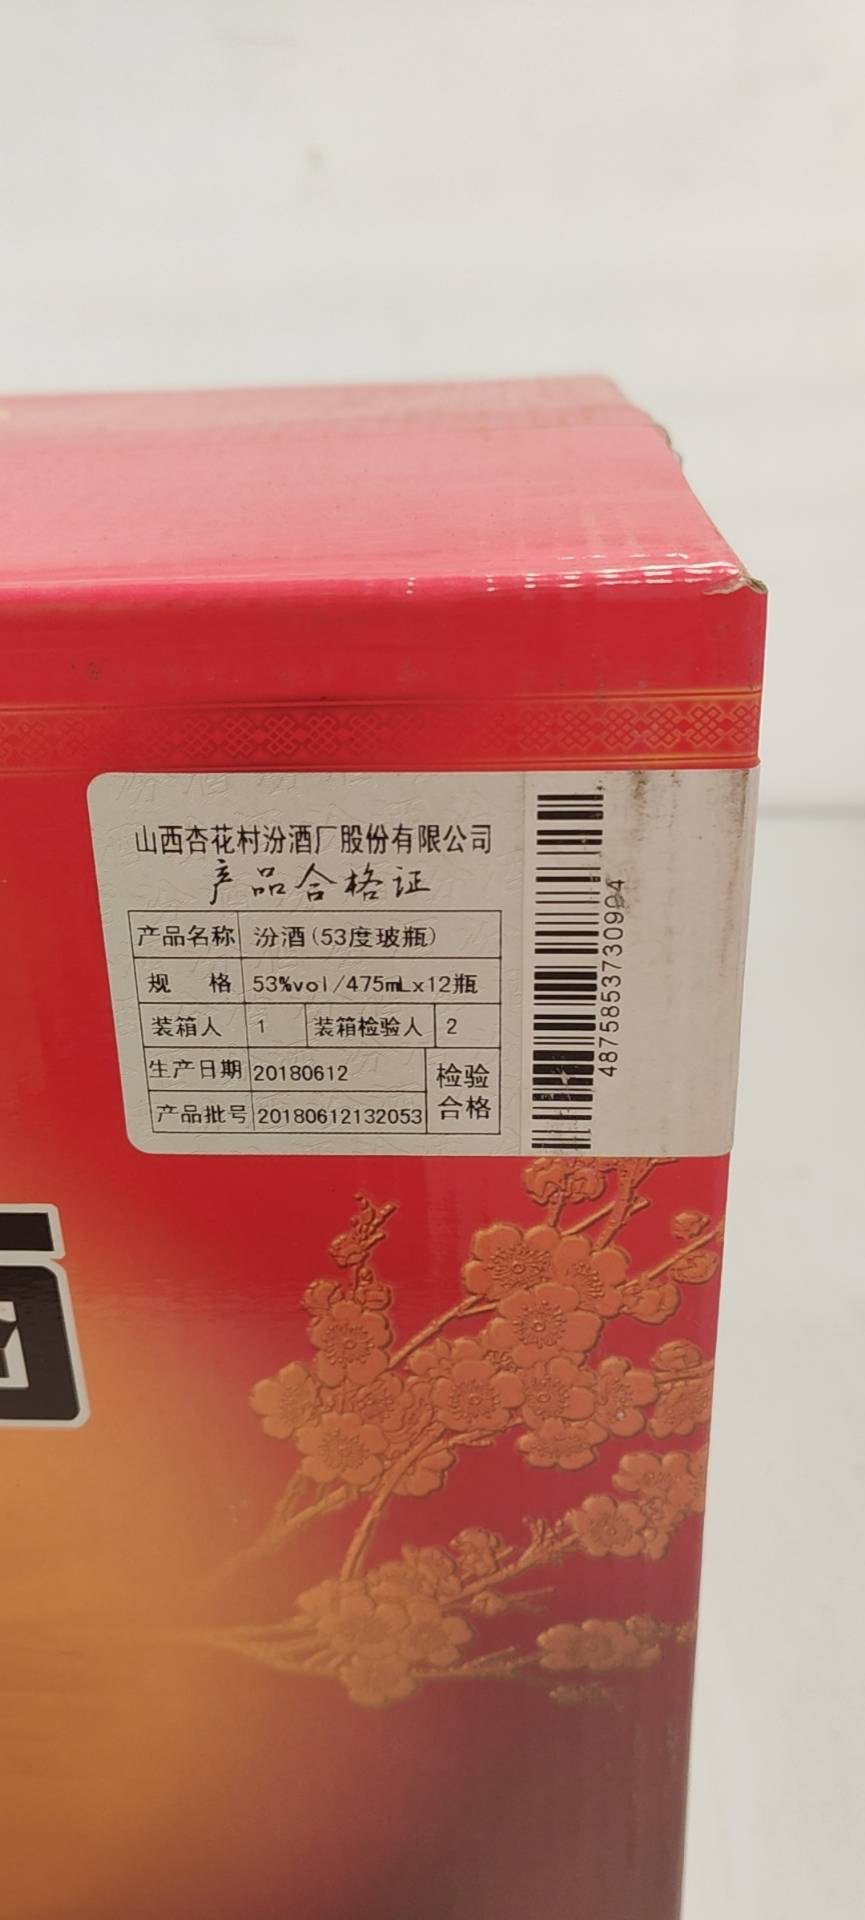 山西杏花村汾酒厂股份有限公司
产品合格证
产品名称 汾酒(53度玻瓶)
规 格 53%vol/475mLx12瓶
装箱人 1 装箱检验人 2
生产日期 20180612 检验
产品批号 20180612132053 合格
48758537309​94